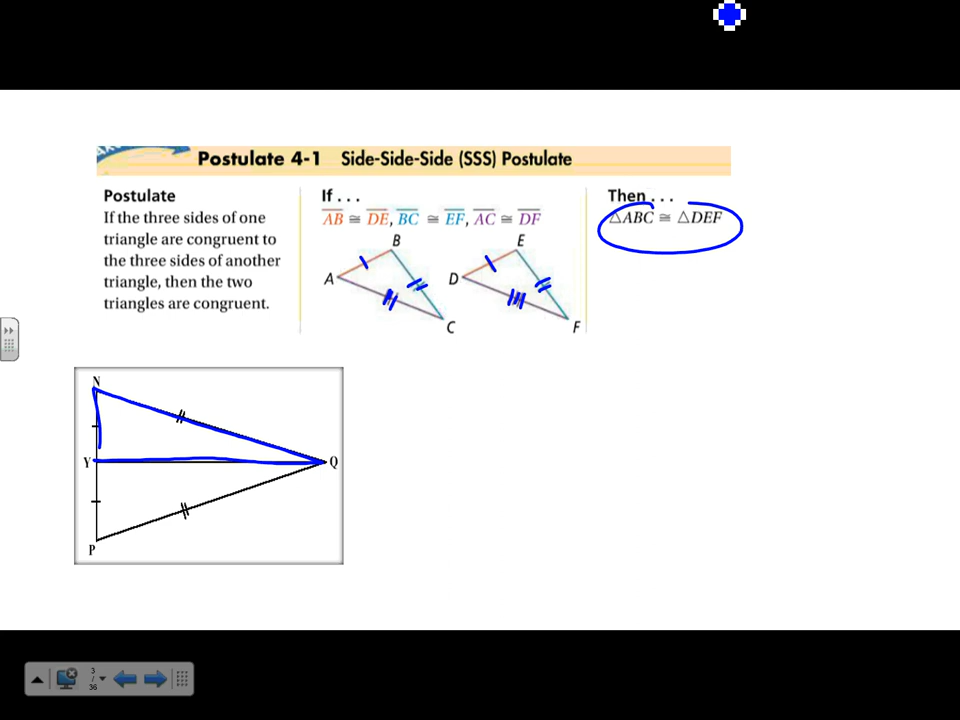 Postulate 4-1 Side-Side-Side (SSS) Postulate
Postulate
If the three sides of one
triangle are congruent to
the three sides of another
triangle, then the two
triangles are congruent.
If . . .
AB ≅ DE, BC ≅ EF, AC ≅ DF
B
A
C
E
D
F
Then . . .
△ABC ≅ △DEF
N
Y
Q
P
3
/
36